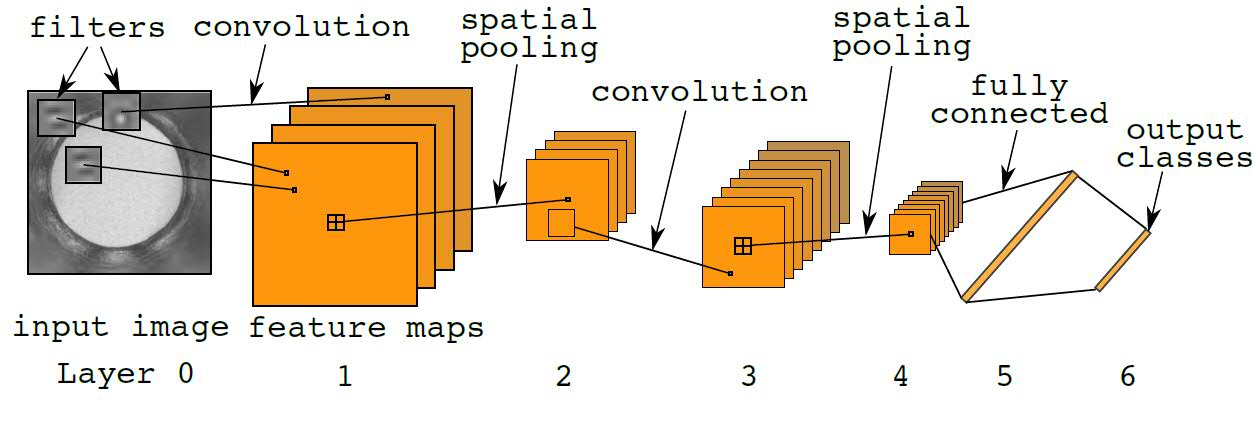 filters
convolution
spatial
pooling
convolution
spatial
pooling
fully
connected
output
classes
input image
feature maps
Layer 0
1
2
3
4
5
6